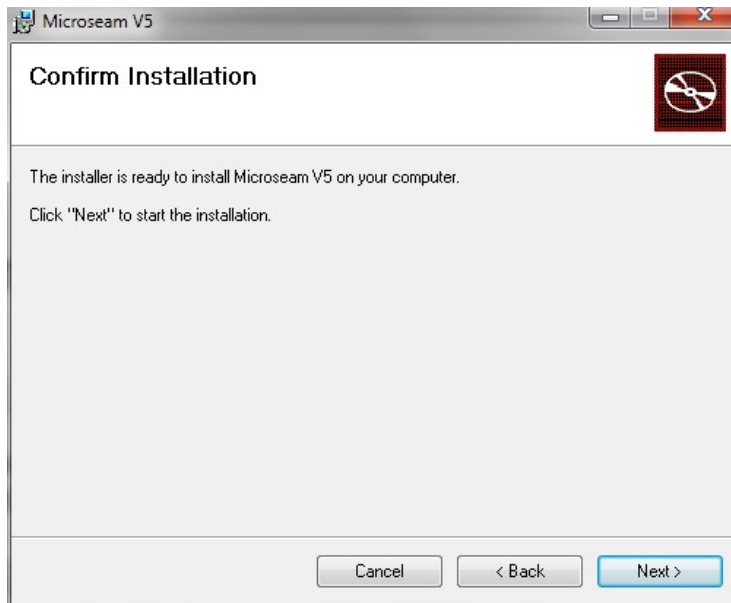 Microseam V5
Confirm Installation
The installer is ready to install Microseam V5 on your computer.
Click "Next" to start the installation.
Cancel
< Back
Next >